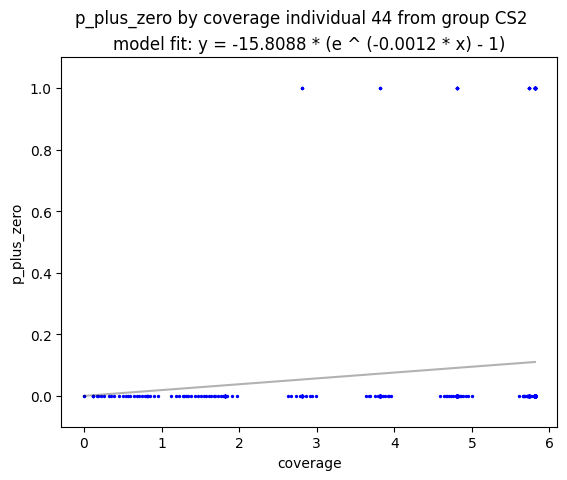 p_plus_zero by coverage individual 44 from group CS2
model fit: y = -15.8088 * (e ^ (-0.0012 * x) - 1)
1.0
0.8
0.6
0.4
0.2
0.0
p_plus_zero
0 1 2 3 4 5 6
coverage